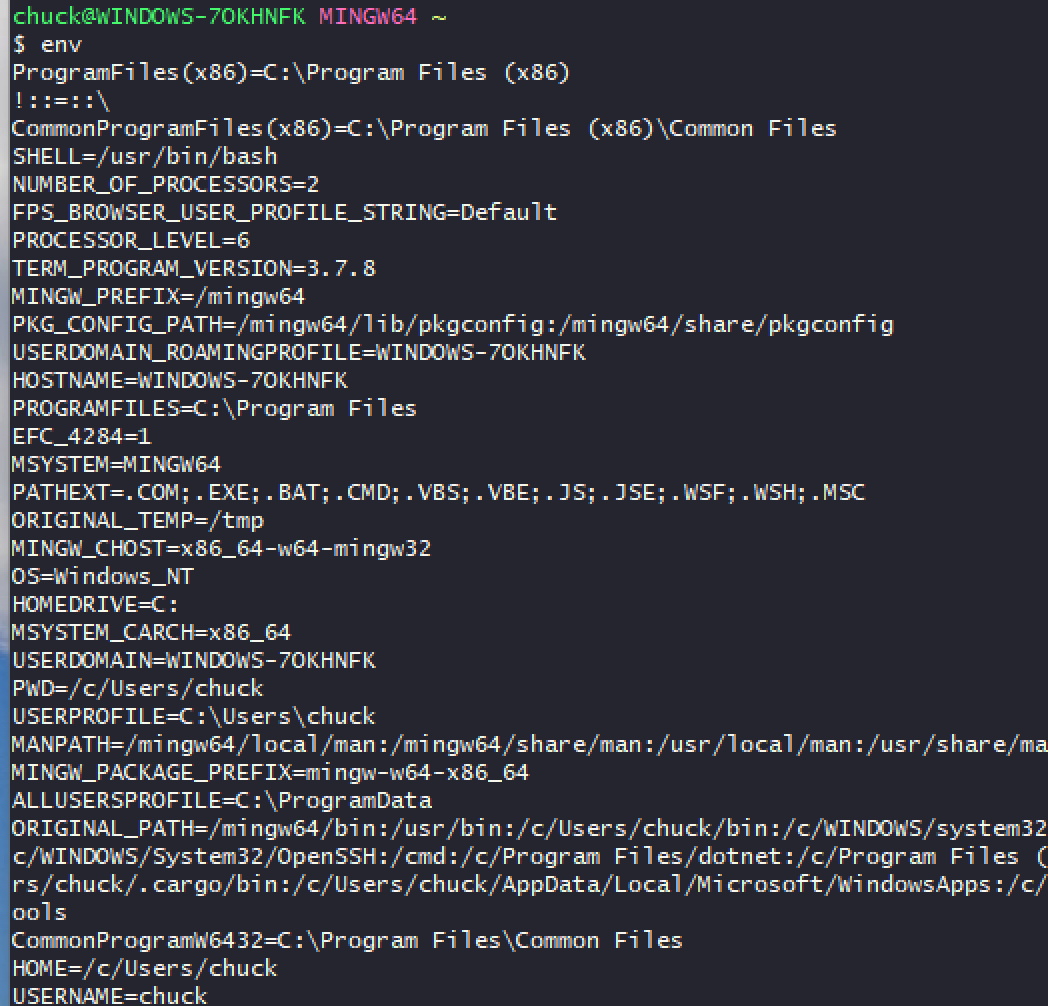 chuck@WINDOWS-7OKHNFK MINGW64 ~
$ env
ProgramFiles(x86)=C:\Program Files (x86)
!::=::\
CommonProgramFiles(x86)=C:\Program Files (x86)\Common Files
SHELL=/usr/bin/bash
NUMBER_OF_PROCESSORS=2
FPS_BROWSER_USER_PROFILE_STRING=Default
PROCESSOR_LEVEL=6
TERM_PROGRAM_VERSION=3.7.8
MINGW_PREFIX=/mingw64
PKG_CONFIG_PATH=/mingw64/lib/pkgconfig:/mingw64/share/pkgconfig
USERDOMAIN_ROAMINGPROFILE=WINDOWS-7OKHNFK
HOSTNAME=WINDOWS-7OKHNFK
PROGRAMFILES=C:\Program Files
EFC_4284=1
MSYSTEM=MINGW64
PATHEXT=.COM;.EXE;.BAT;.CMD;.VBS;.VBE;.JS;.JSE;.WSF;.WSH;.MSC
ORIGINAL_TEMP=/tmp
MINGW_CHOST=x86_64-w64-mingw32
OS=Windows_NT
HOMEDRIVE=C:
MSYSTEM_CARCH=x86_64
USERDOMAIN=WINDOWS-7OKHNFK
PWD=/c/Users/chuck
USERPROFILE=C:\Users\chuck
MANPATH=/mingw64/local/man:/mingw64/share/man:/usr/local/man:/usr/share/ma
MINGW_PACKAGE_PREFIX=mingw-w64-x86_64
ALLUSERSPROFILE=C:\ProgramData
ORIGINAL_PATH=/mingw64/bin:/usr/bin:/c/Users/chuck/bin:/c/WINDOWS/system32
c/WINDOWS/System32/OpenSSH:/cmd:/c/Program Files/dotnet:/c/Program Files (
rs/chuck/.cargo/bin:/c/Users/chuck/AppData/Local/Microsoft/WindowsApps:/c/
ools
CommonProgramW6432=C:\Program Files\Common Files
HOME=/c/Users/chuck
USERNAME=chuck